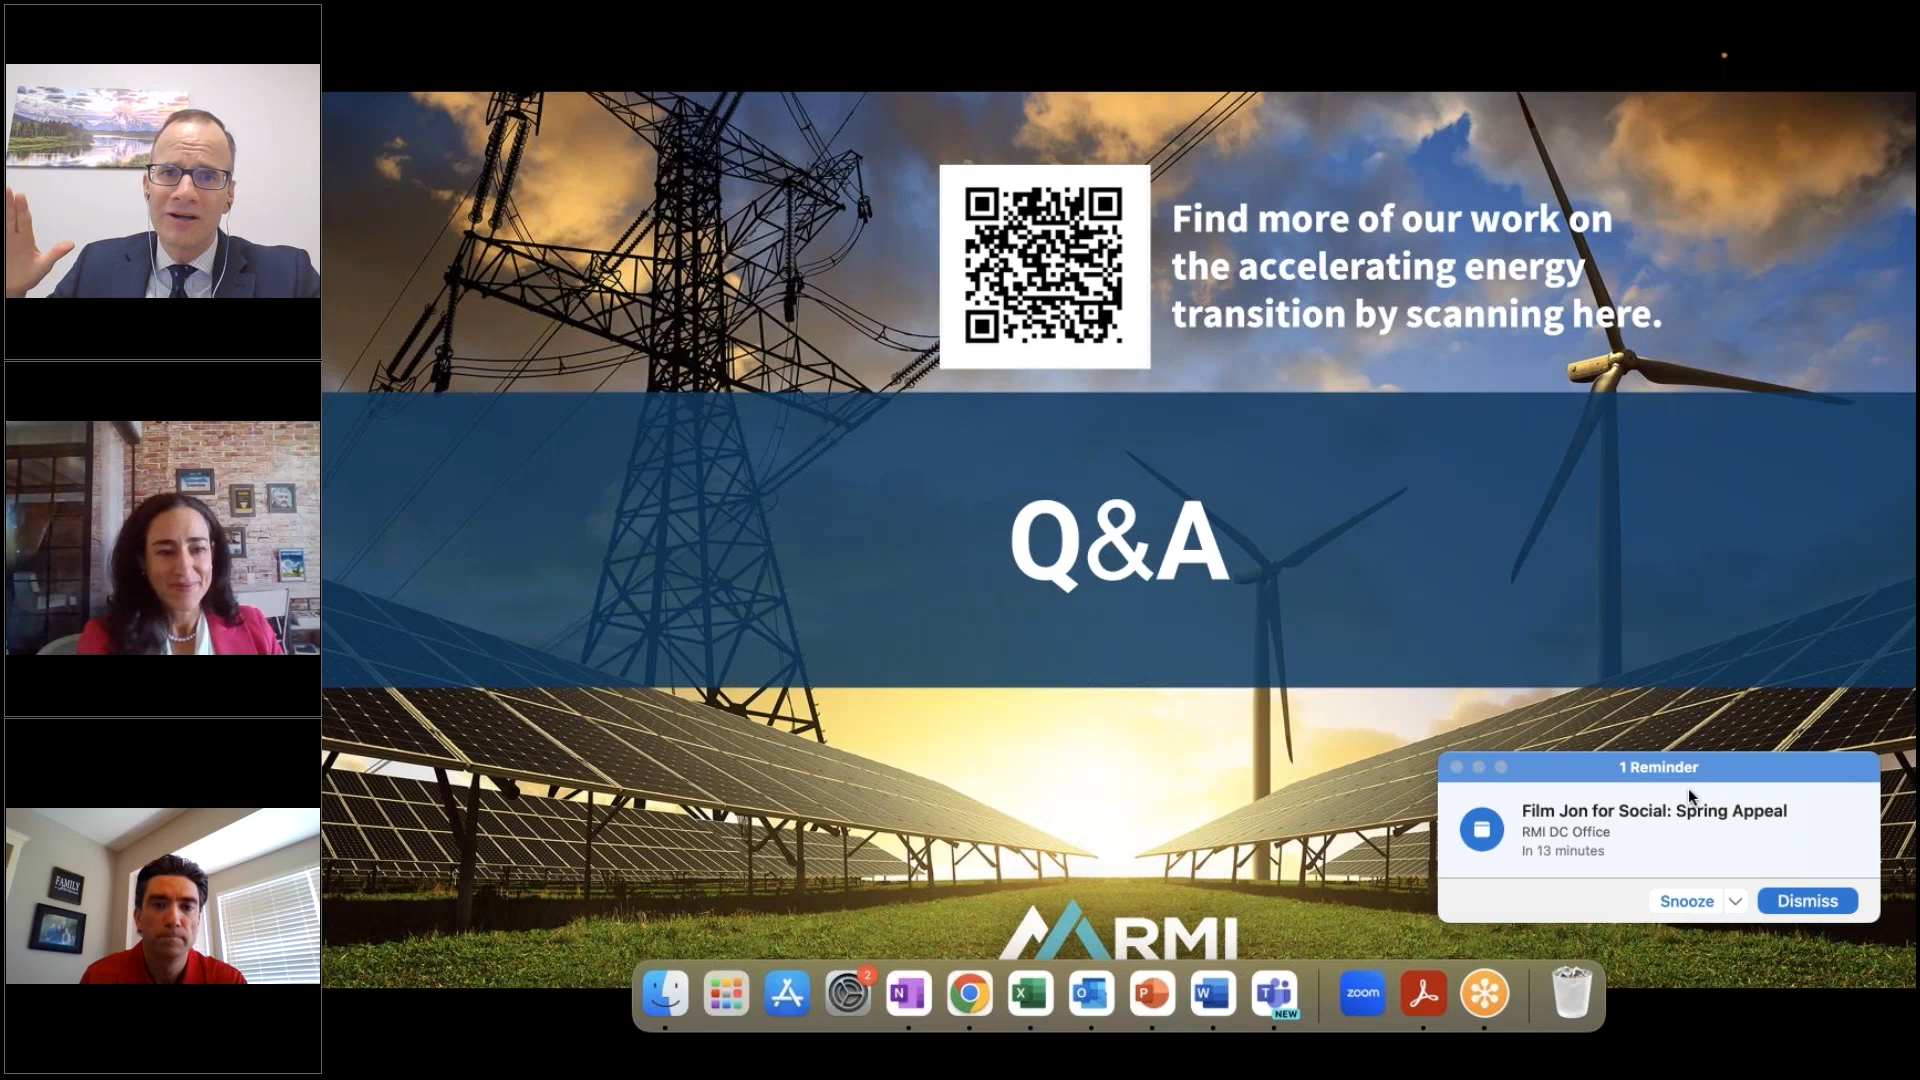 Find more of our work on
the accelerating energy
transition by scanning here.
Q&A
FAMILY
1 Reminder
Film Jon for Social: Spring Appeal
RMI DC Office
In 13 minutes
Snooze
Dismiss
RMI
2
N
X
O
P
W
T
NEW
zoom